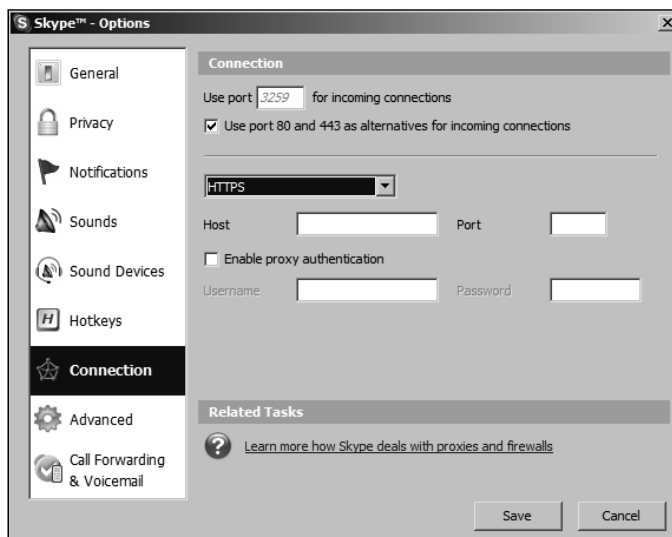 S Skype™ - Options
General
Privacy
Notifications
Sounds
Sound Devices
H Hotkeys
Connection
Advanced
Call Forwarding
& Voicemail
Connection
Use port 3259 for incoming connections
Use port 80 and 443 as alternatives for incoming connections
HTTPS
Host Port
Enable proxy authentication
Username Password
Related Tasks
? Learn more how Skype deals with proxies and firewalls
Save Cancel